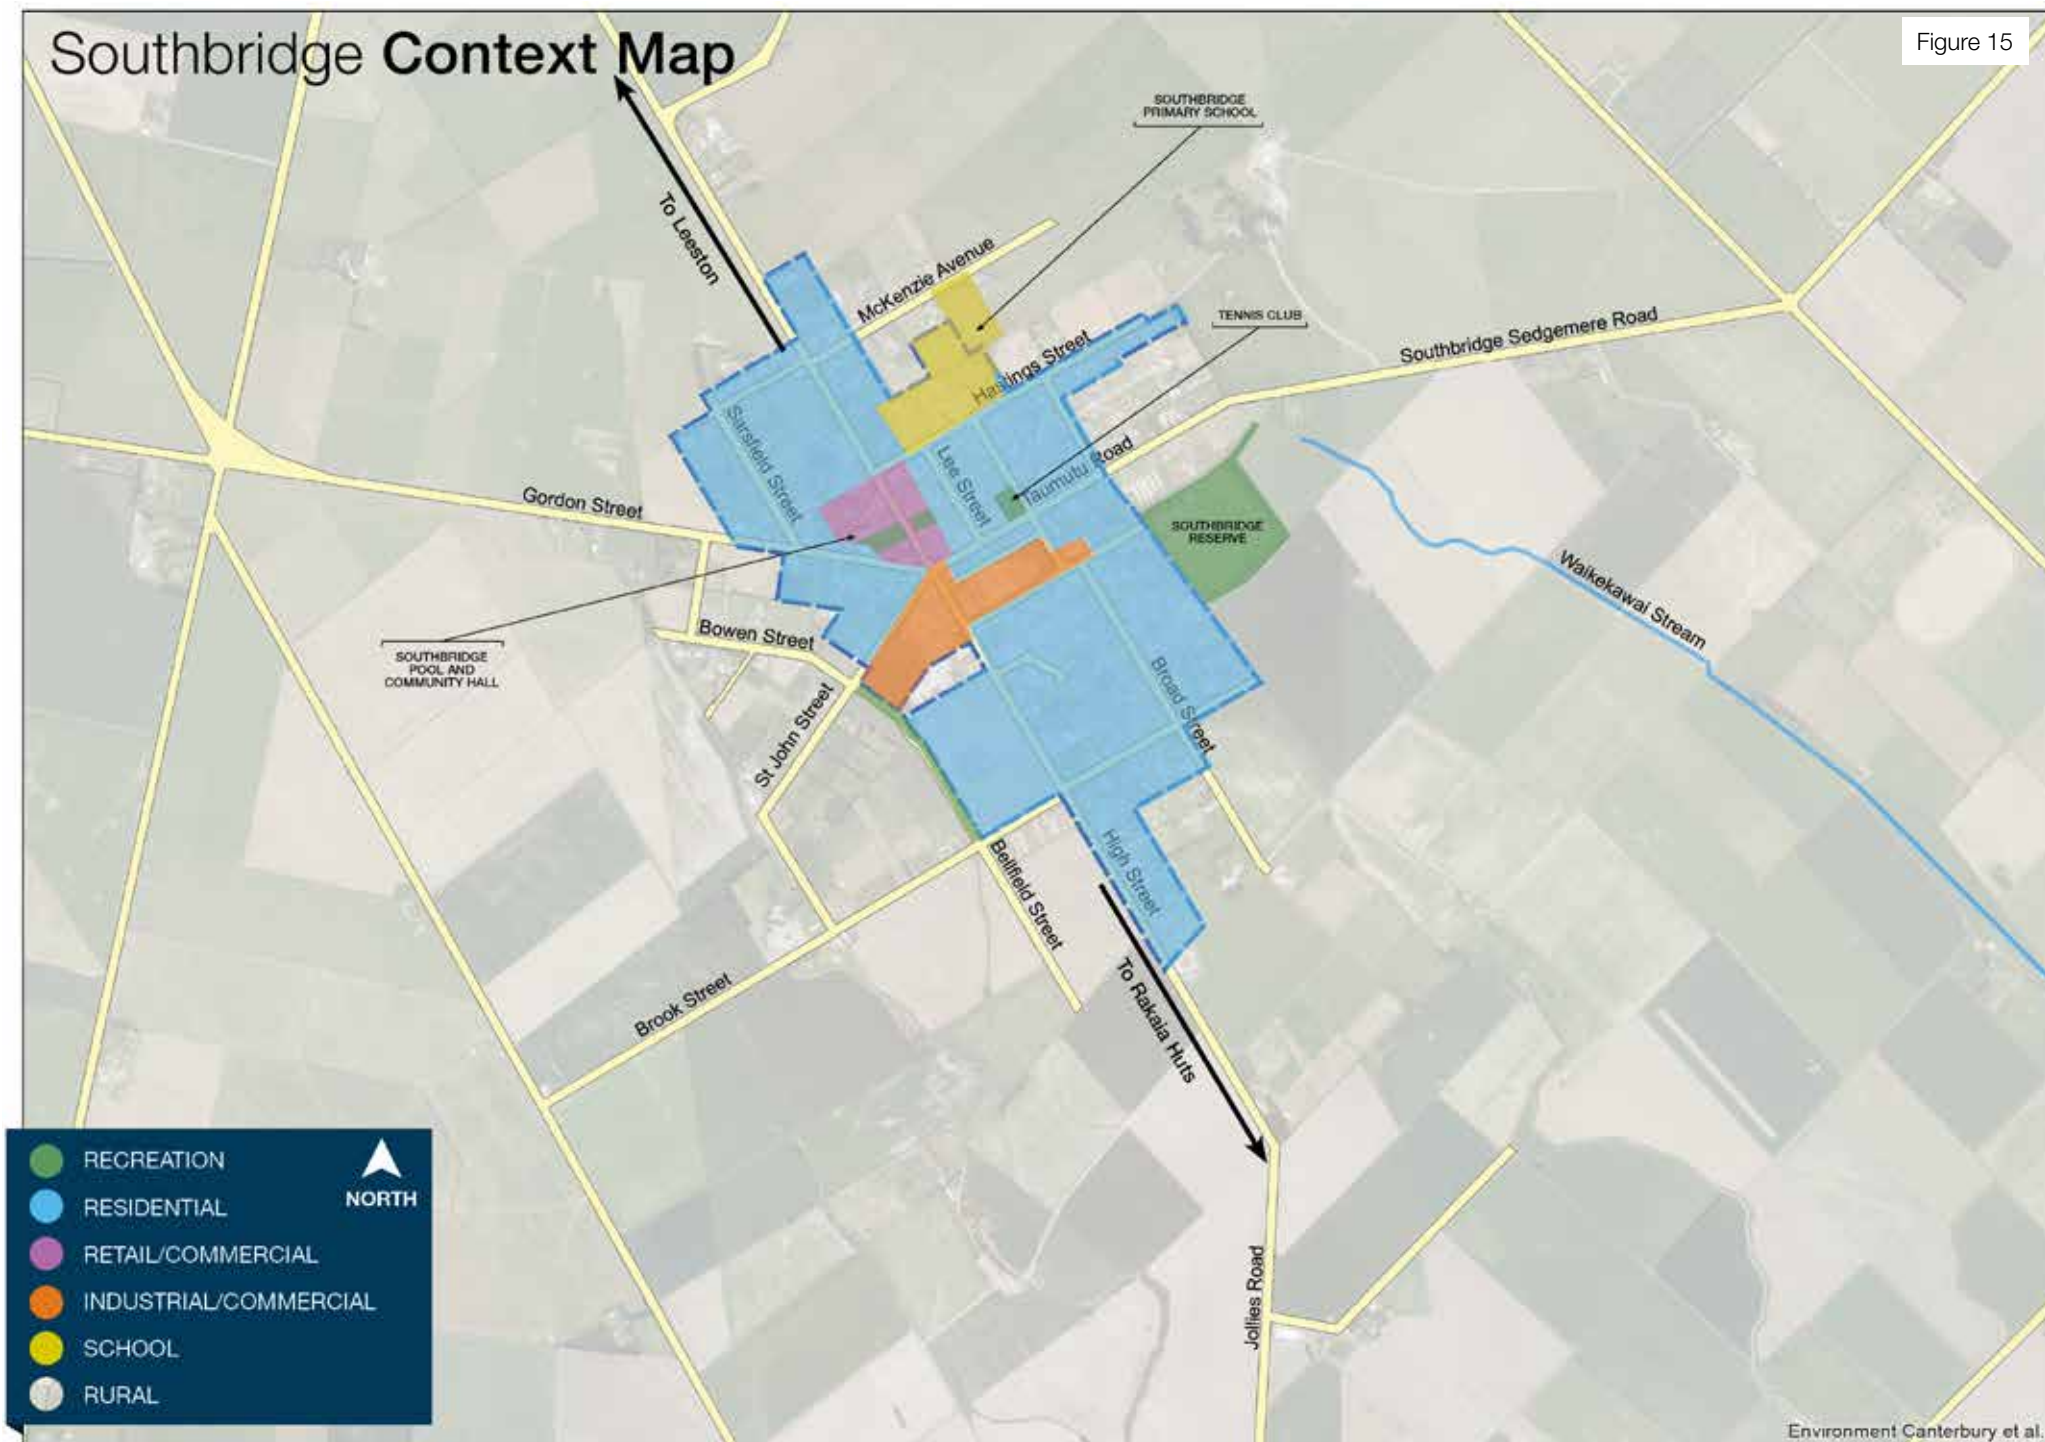 Southbridge Context Map
Figure 15
SOUTHBRIDGE
PRIMARY SCHOOL
To Leeston
McKenzie Avenue
TENNIS CLUB
Hastings Street
Southbridge Sedgemere Road
Sarsfield Street
Lee Street
Taumutu Road
Gordon Street
SOUTHBRIDGE
RESERVE
Waikekawai Stream
Bowen Street
SOUTHBRIDGE
POOL AND
COMMUNITY HALL
St John Street
Broad Street
High Street
Bellfield Street
Brook Street
To Rakaia Huts
Jollies Road
RECREATION
RESIDENTIAL
RETAIL/COMMERCIAL
INDUSTRIAL/COMMERCIAL
SCHOOL
RURAL
NORTH
Environment Canterbury et al.